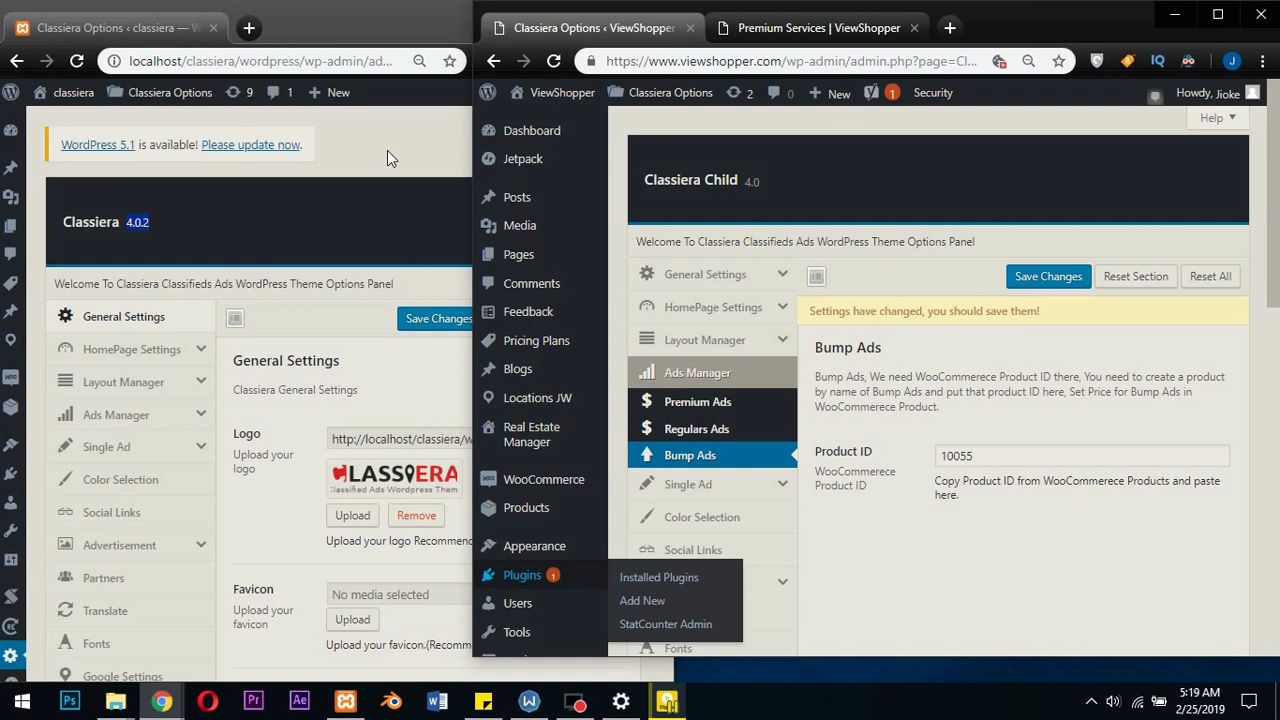 Classiera Options ‹ classiera — W
localhost/classiera/wordpress/wp-admin/ad...
classiera
Classiera Options
9
1
New
WordPress 5.1 is available! Please update now.
Classiera 4.0.2
Welcome To Classiera Classifieds Ads WordPress Theme Options Panel
General Settings
HomePage Settings
Layout Manager
Ads Manager
Single Ad
Color Selection
Social Links
Advertisement
Partners
Translate
Fonts
Google Settings
Save Changes
General Settings
Classiera General Settings
Logo
Upload your
logo
http://localhost/classiera/w
CLASSIERA
Classified Ads Wordpress Them
Upload
Remove
Upload your logo Recommen
Favicon
Upload your
favicon
No media selected
Upload
Upload your favicon.(Recomme
Classiera Options ‹ ViewShopper
Premium Services | ViewShopper
https://www.viewshopper.com/wp-admin/admin.php?page=Cl...
IQ
J
ViewShopper
Classiera Options
2
0
New
1
Security
Howdy, Jioke
Help
Dashboard
Jetpack
Posts
Media
Pages
Comments
Feedback
Pricing Plans
Blogs
Locations JW
Real Estate
Manager
WooCommerce
Products
Appearance
Plugins 1
Users
Tools
Installed Plugins
Add New
StatCounter Admin
Classiera Child 4.0
Welcome To Classiera Classifieds Ads WordPress Theme Options Panel
General Settings
HomePage Settings
Layout Manager
Ads Manager
Premium Ads
Regulars Ads
Bump Ads
Single Ad
Color Selection
Social Links
Fonts
Save Changes
Reset Section
Reset All
Settings have changed, you should save them!
Bump Ads
Bump Ads, We need WooCommerece Product ID there, You need to create a product
by name of Bump Ads and put that product ID here, Set Price for Bump Ads in
WooCommerece Product.
Product ID
WooCommerece
Product ID
10055
Copy Product ID from WooCommerece Products and paste
here.
Ps
Pr
Ae
5:19 AM
2/25/2019